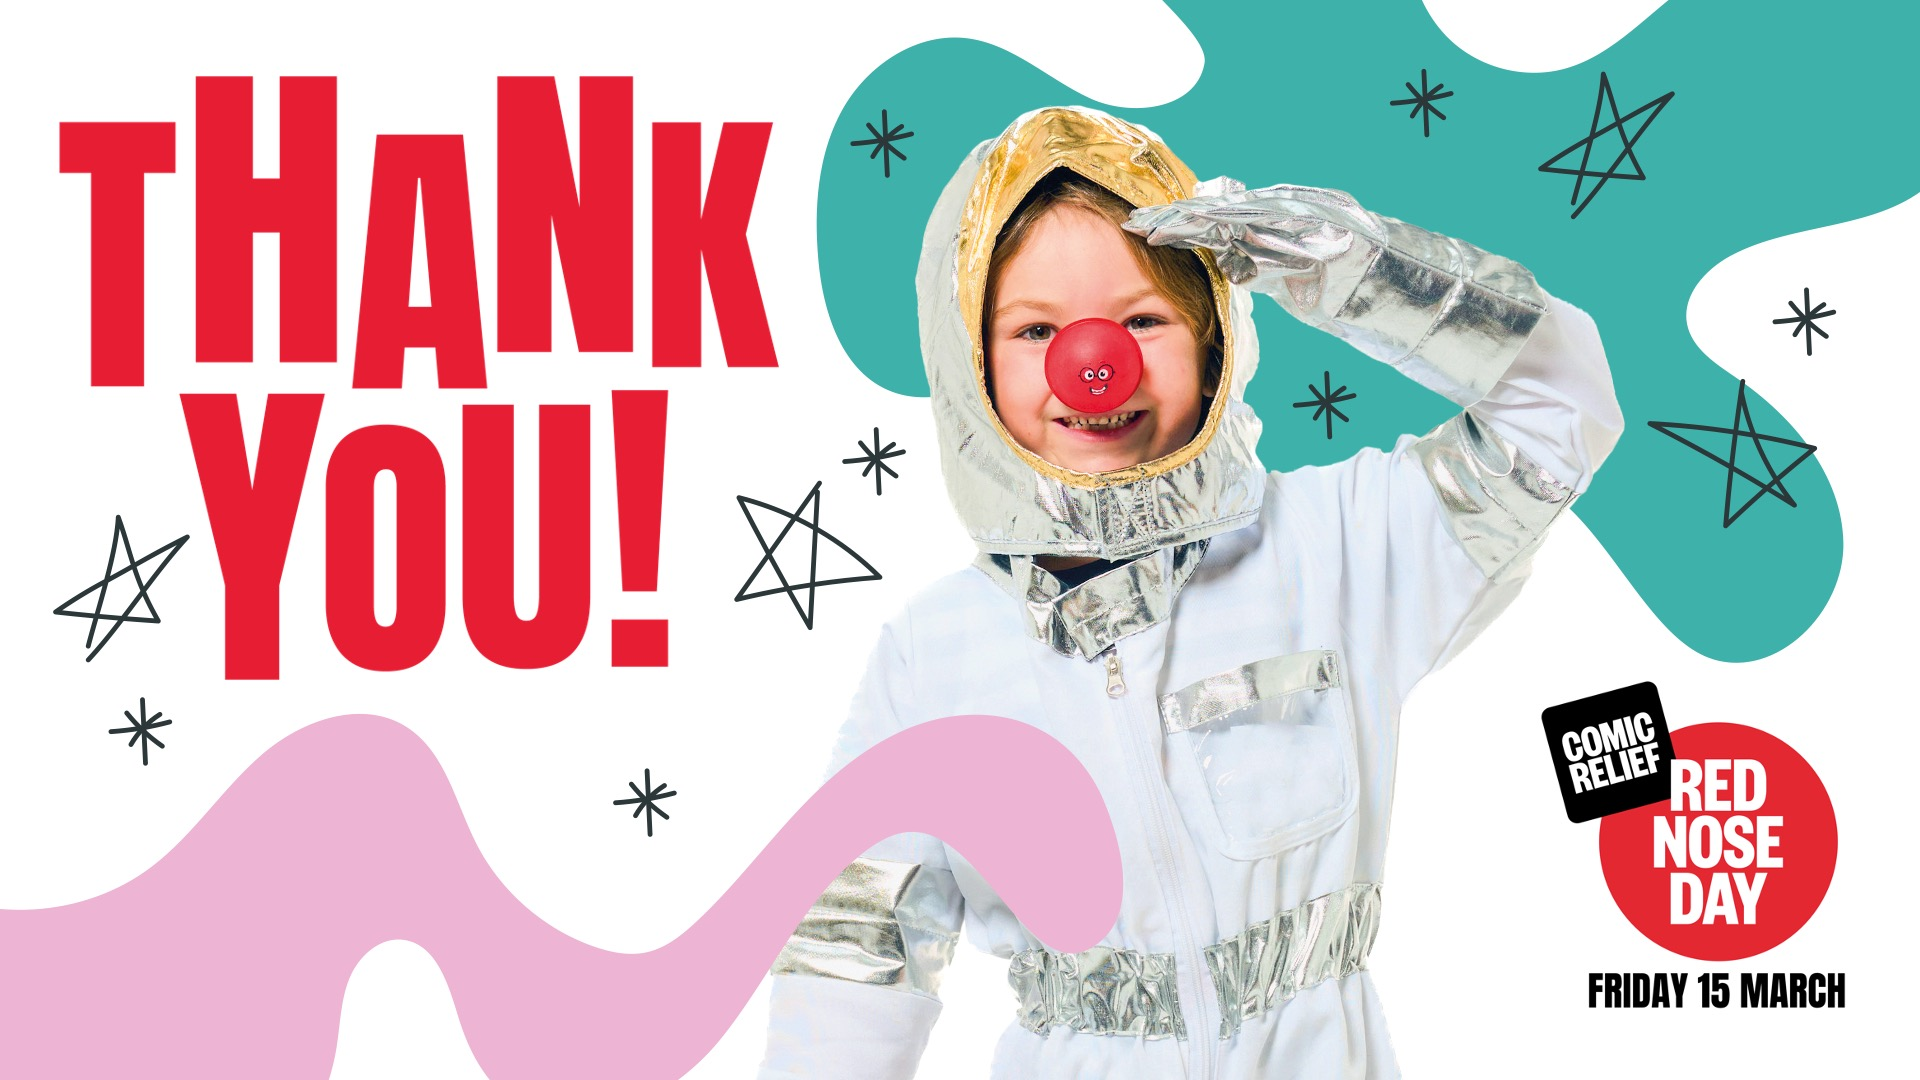 THANK
YOU!
COMIC
RELIEF
RED
NOSE
DAY
FRIDAY 15 MARCH